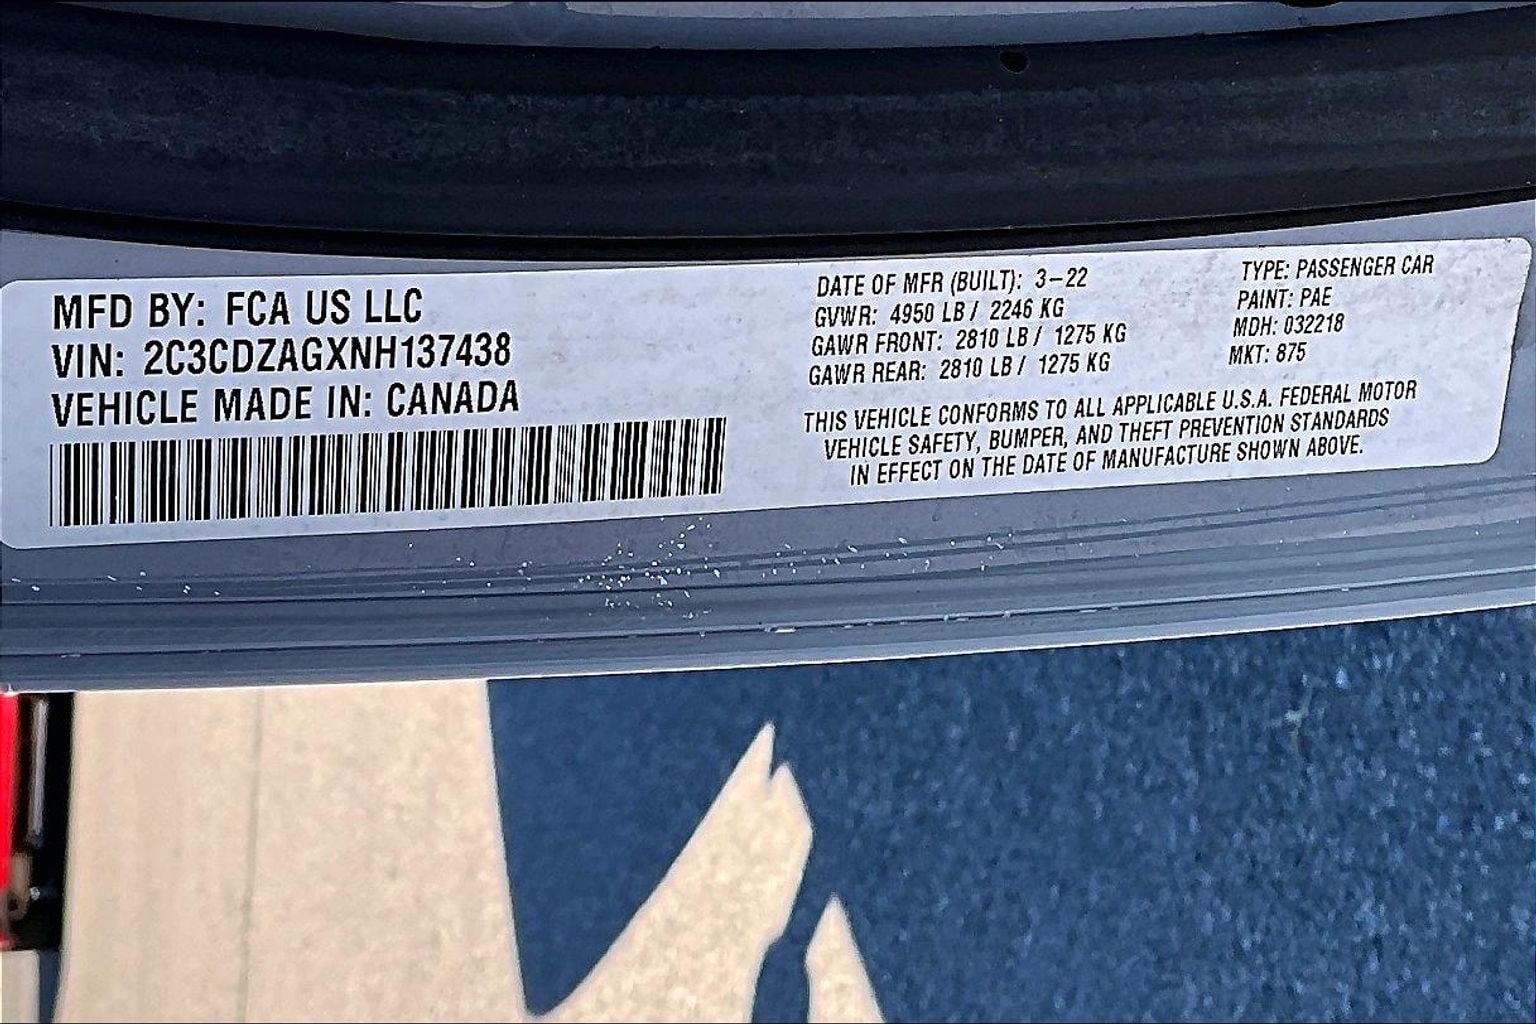 MFD BY: FCA US LLC
VIN: 2C3CDZAGXNH137438
VEHICLE MADE IN: CANADA
DATE OF MFR (BUILT): 3-22
GVWR: 4950 LB / 2246 KG
GAWR FRONT: 2810 LB / 1275 KG
GAWR REAR: 2810 LB / 1275 KG
TYPE: PASSENGER CAR
PAINT: PAE
MDH: 032218
MKT: 875
THIS VEHICLE CONFORMS TO ALL APPLICABLE U.S.A. FEDERAL MOTOR
VEHICLE SAFETY, BUMPER, AND THEFT PREVENTION STANDARDS
IN EFFECT ON THE DATE OF MANUFACTURE SHOWN ABOVE.